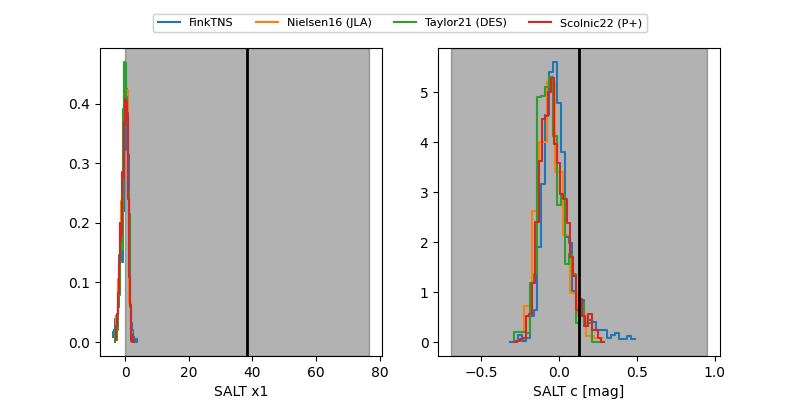 FinkTNS Nielsen16 (JLA) Taylor21 (DES) Scolnic22 (P+)
0.4
0.3
0.2
0.1
0.0
0 20 40 60 80
SALT x1
5
4
3
2
1
0
−0.5 0.0 0.5 1.0
SALT c [mag]